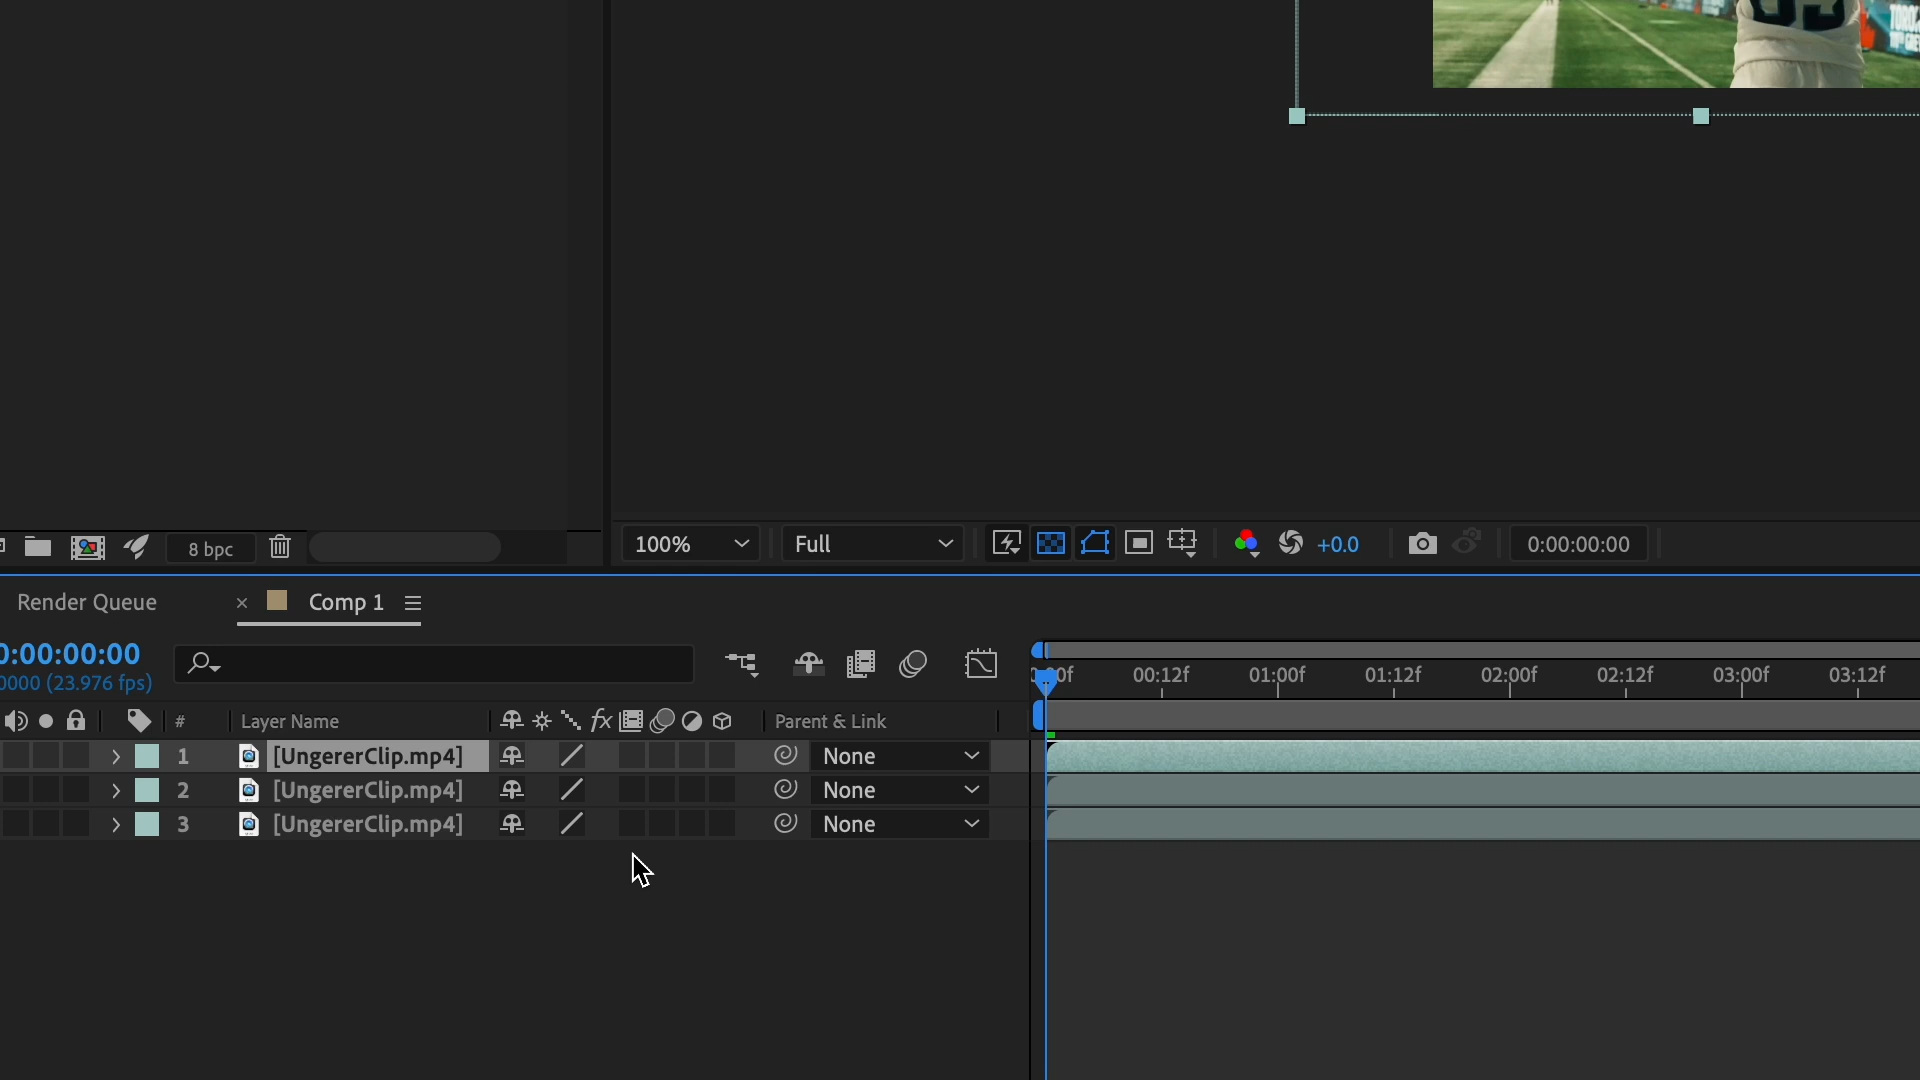 8 bpc
100%
Full
+0.0
0:00:00:00
Render Queue
× Comp 1
0:00:00:00
0000 (23.976 fps)
00:12f 01:00f 01:12f 02:00f 02:12f 03:00f 03:12f
# Layer Name fx Parent & Link
1 [UngererClip.mp4] None
2 [UngererClip.mp4] None
3 [UngererClip.mp4] None